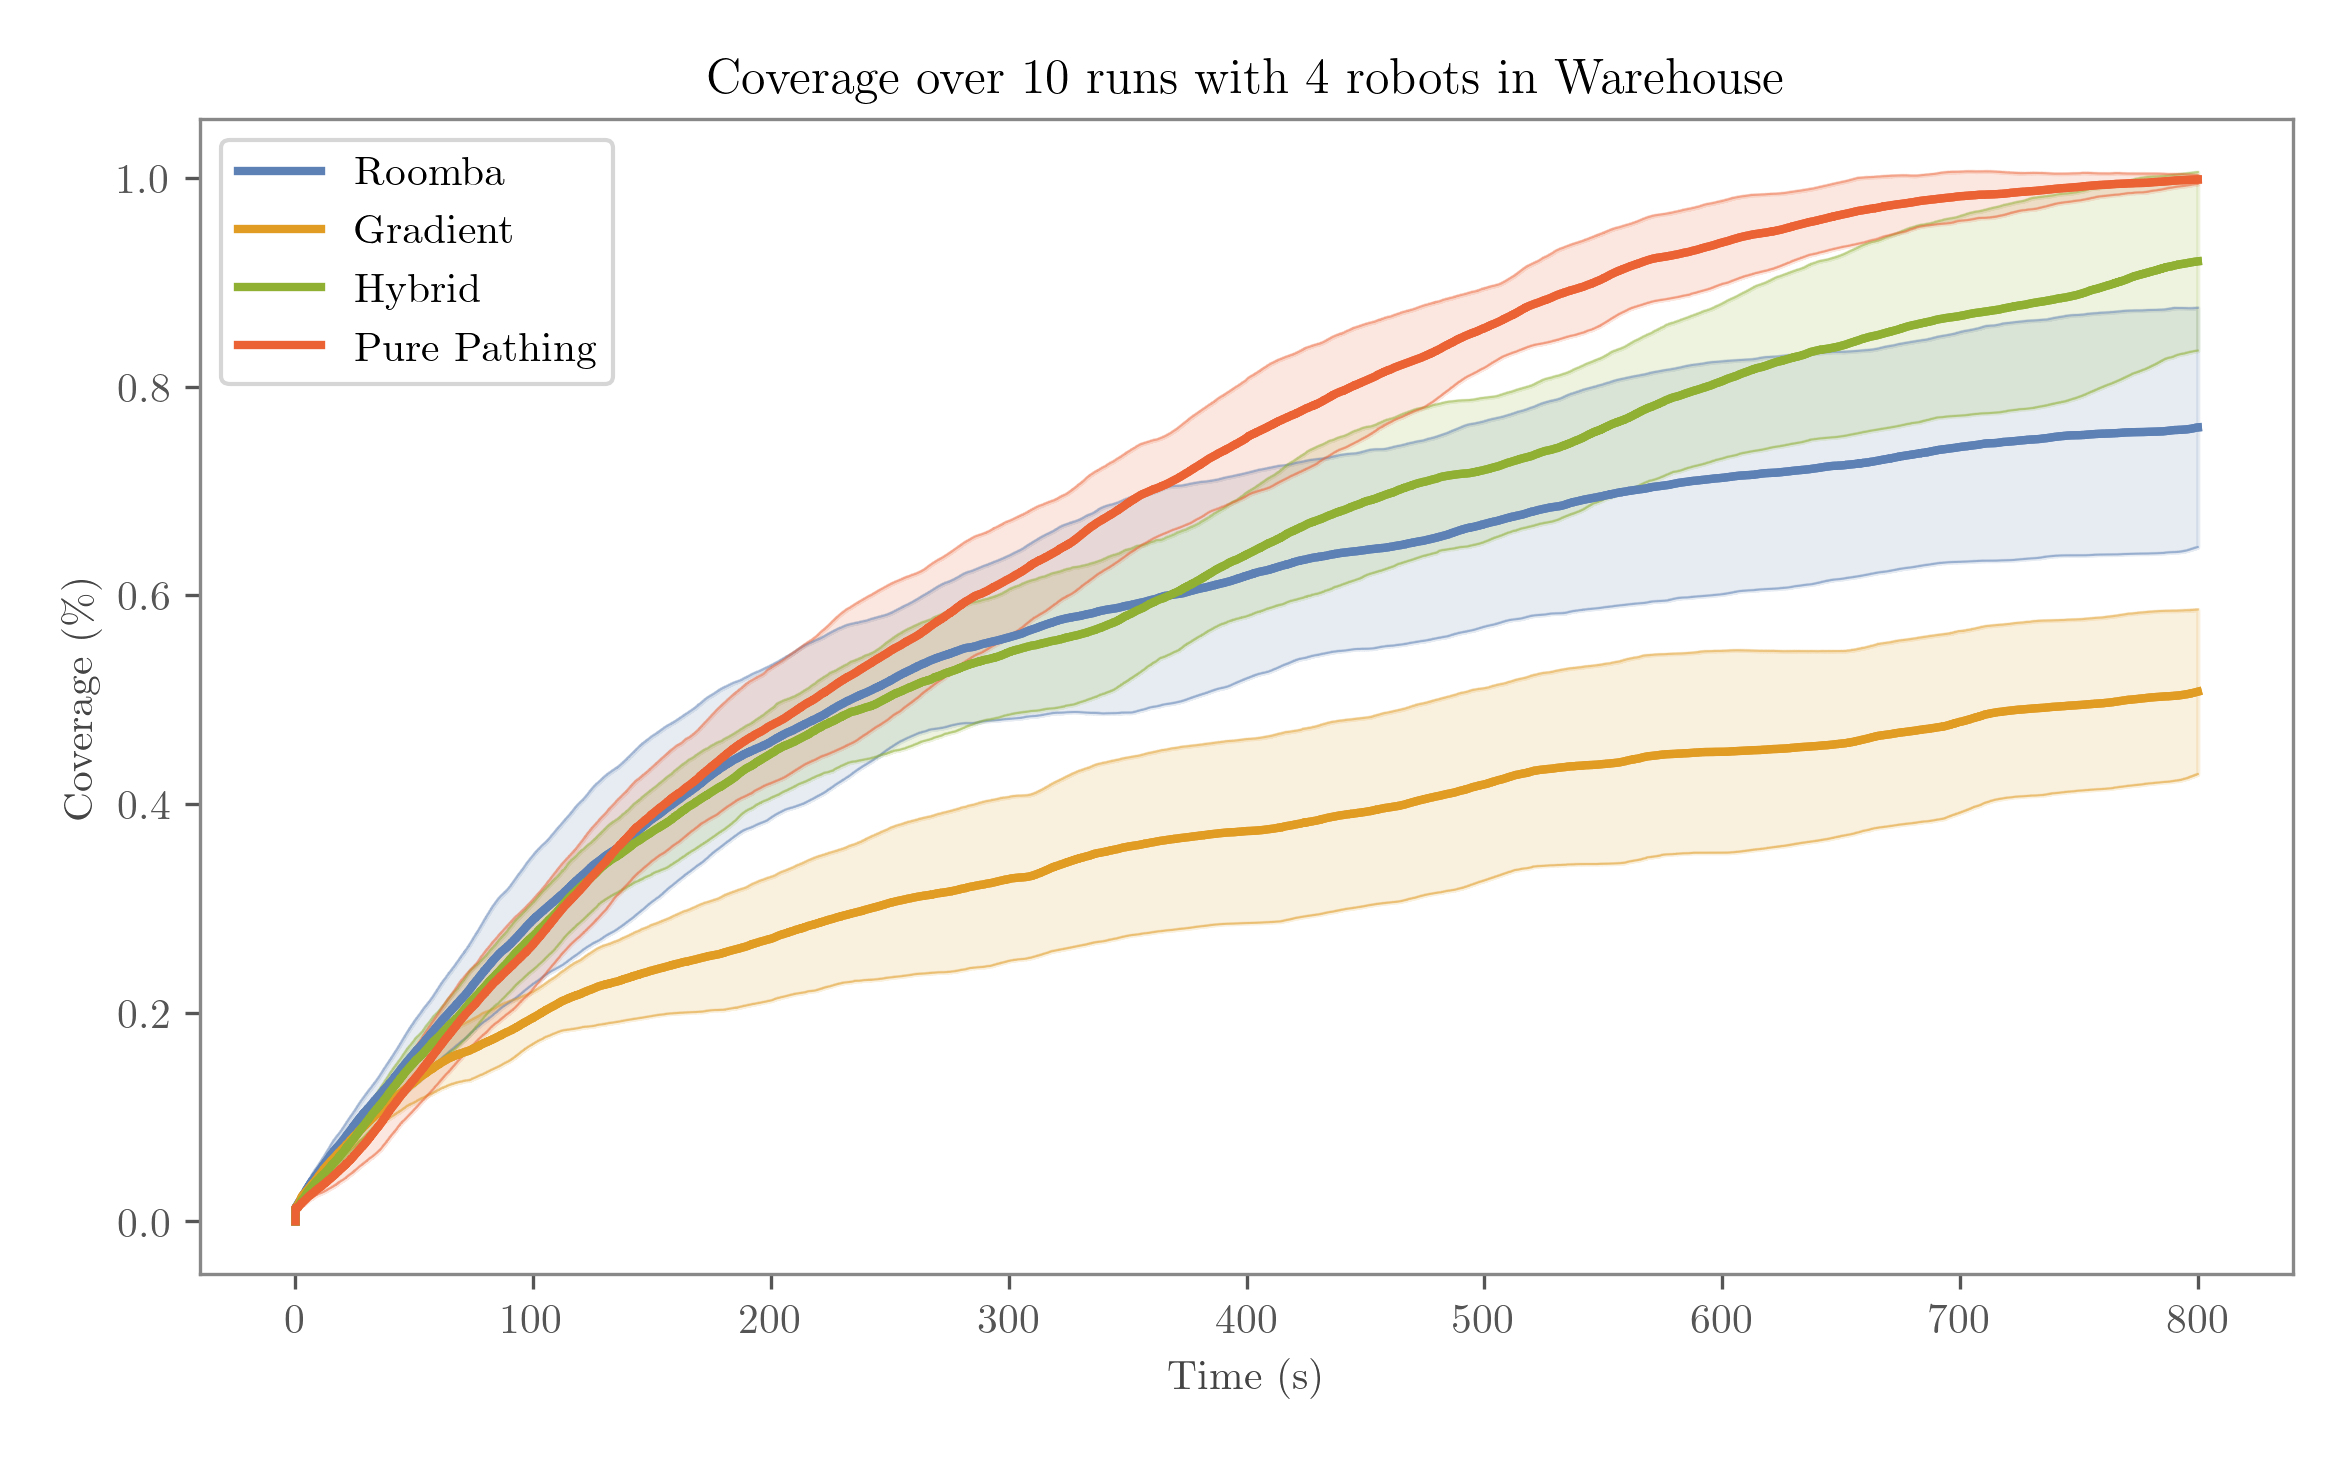 Coverage over 10 runs with 4 robots in Warehouse
Roomba
Gradient
Hybrid
Pure Pathing
Coverage (%)
1.0
0.8
0.6
0.4
0.2
0.0
0 100 200 300 400 500 600 700 800
Time (s)